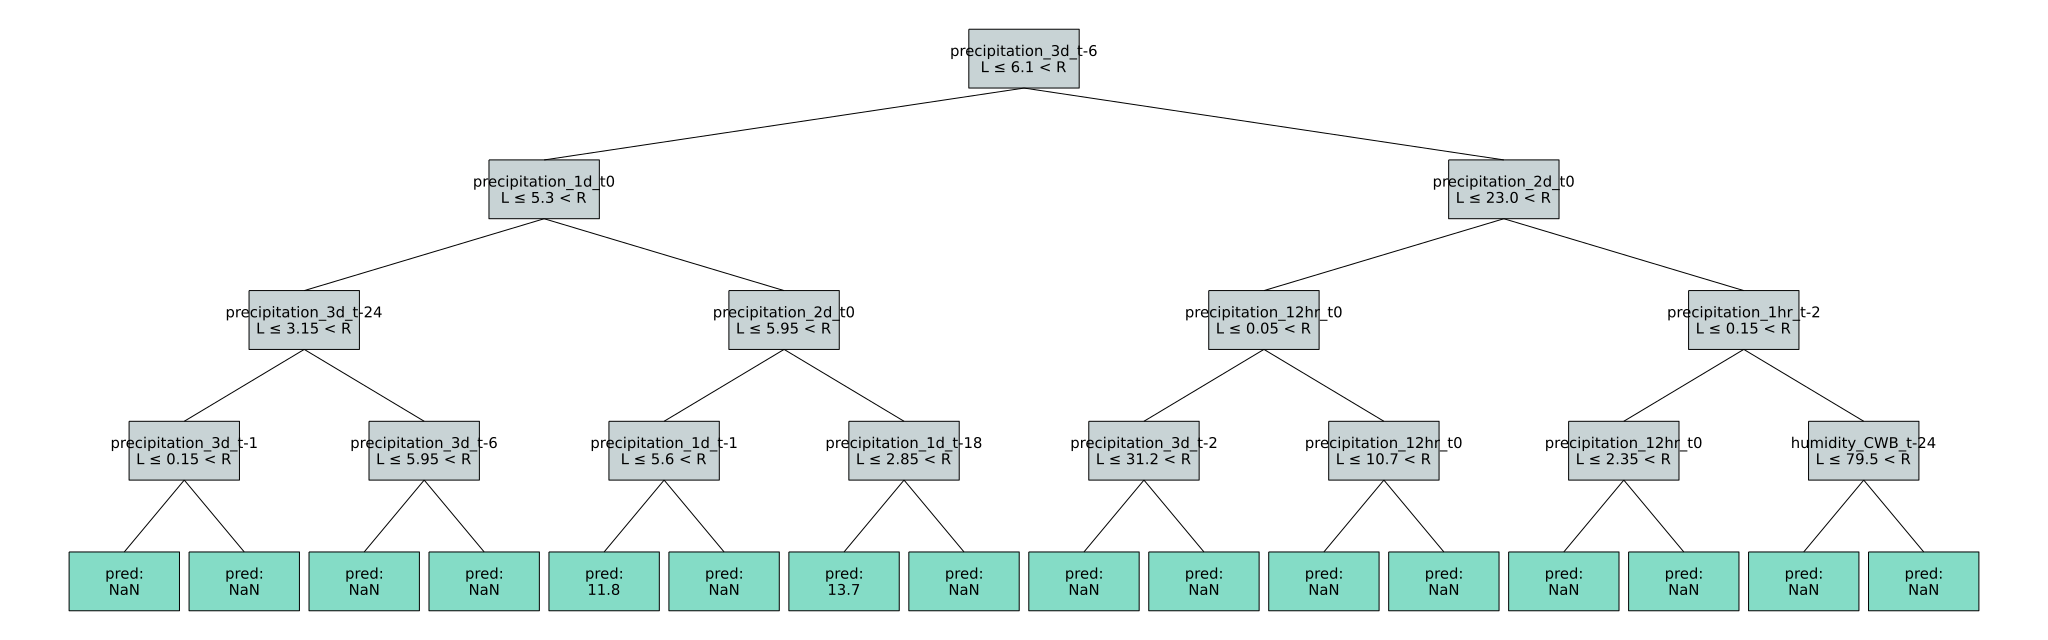 precipitation_3d_t-6
L ≤ 6.1 < R
precipitation_1d_t0
L ≤ 5.3 < R
precipitation_2d_t0
L ≤ 23.0 < R
precipitation_3d_t-24
L ≤ 3.15 < R
precipitation_2d_t0
L ≤ 5.95 < R
precipitation_12hr_t0
L ≤ 0.05 < R
precipitation_1hr_t-2
L ≤ 0.15 < R
precipitation_3d_t-1
L ≤ 0.15 < R
precipitation_3d_t-6
L ≤ 5.95 < R
precipitation_1d_t-1
L ≤ 5.6 < R
precipitation_1d_t-18
L ≤ 2.85 < R
precipitation_3d_t-2
L ≤ 31.2 < R
precipitation_12hr_t0
L ≤ 10.7 < R
precipitation_12hr_t0
L ≤ 2.35 < R
humidity_CWB_t-24
L ≤ 79.5 < R
pred:
NaN
pred:
NaN
pred:
NaN
pred:
NaN
pred:
11.8
pred:
NaN
pred:
13.7
pred:
NaN
pred:
NaN
pred:
NaN
pred:
NaN
pred:
NaN
pred:
NaN
pred:
NaN
pred:
NaN
pred:
NaN